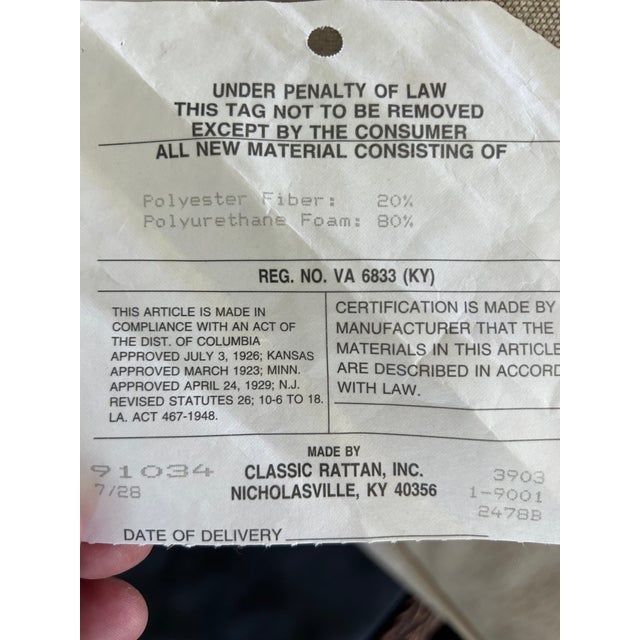 UNDER PENALTY OF LAW
THIS TAG NOT TO BE REMOVED
EXCEPT BY THE CONSUMER
ALL NEW MATERIAL CONSISTING OF
Polyester Fiber: 20%
Polyurethane Foam: 80%
REG. NO. VA 6833 (KY)
THIS ARTICLE IS MADE IN
COMPLIANCE WITH AN ACT OF
THE DIST. OF COLUMBIA
APPROVED JULY 3, 1926; KANSAS
APPROVED MARCH 1923; MINN.
APPROVED APRIL 24, 1929; N.J.
REVISED STATUTES 26; 10-6 TO 18.
LA. ACT 467-1948.
CERTIFICATION IS MADE BY
MANUFACTURER THAT THE
MATERIALS IN THIS ARTICLE
ARE DESCRIBED IN ACCORD
WITH LAW.
MADE BY
CLASSIC RATTAN, INC.
NICHOLASVILLE, KY 40356
91034
7/28
3903
1-9001
2478B
DATE OF DELIVERY